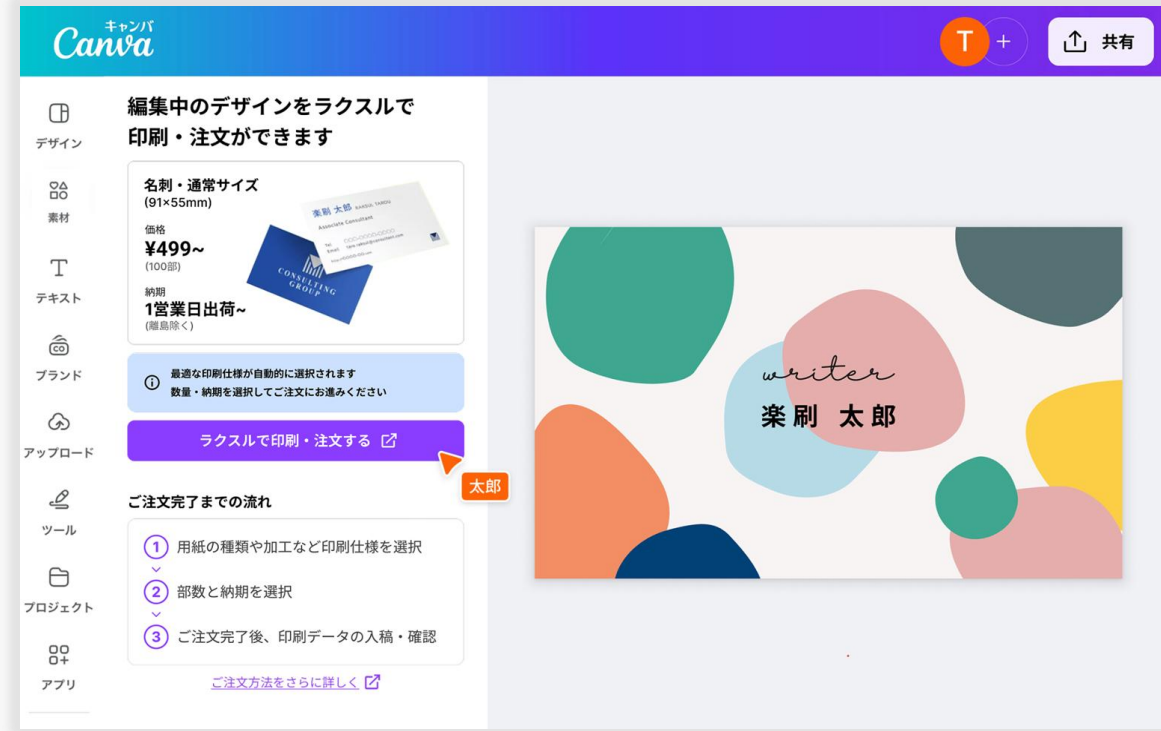 キャンバ
Canva
T
+
共有
デザイン
素材
テキスト
CO
ブランド
アップロード
ツール
プロジェクト
アプリ
編集中のデザインをラクスルで
印刷・注文ができます
名刺・通常サイズ
(91×55mm)
価格
¥499~
(100部)
納期
1営業日出荷~
(離島除く)
楽刷 太郎 RAKSUL TAROU
Associate Consultant
CONSULTING
GROUP
最適な印刷仕様が自動的に選択されます
数量・納期を選択してご注文にお進みください
ラクスルで印刷・注文する
太郎
ご注文完了までの流れ
1 用紙の種類や加工など印刷仕様を選択
2 部数と納期を選択
3 ご注文完了後、印刷データの入稿・確認
ご注文方法をさらに詳しく
writer
楽刷 太郎